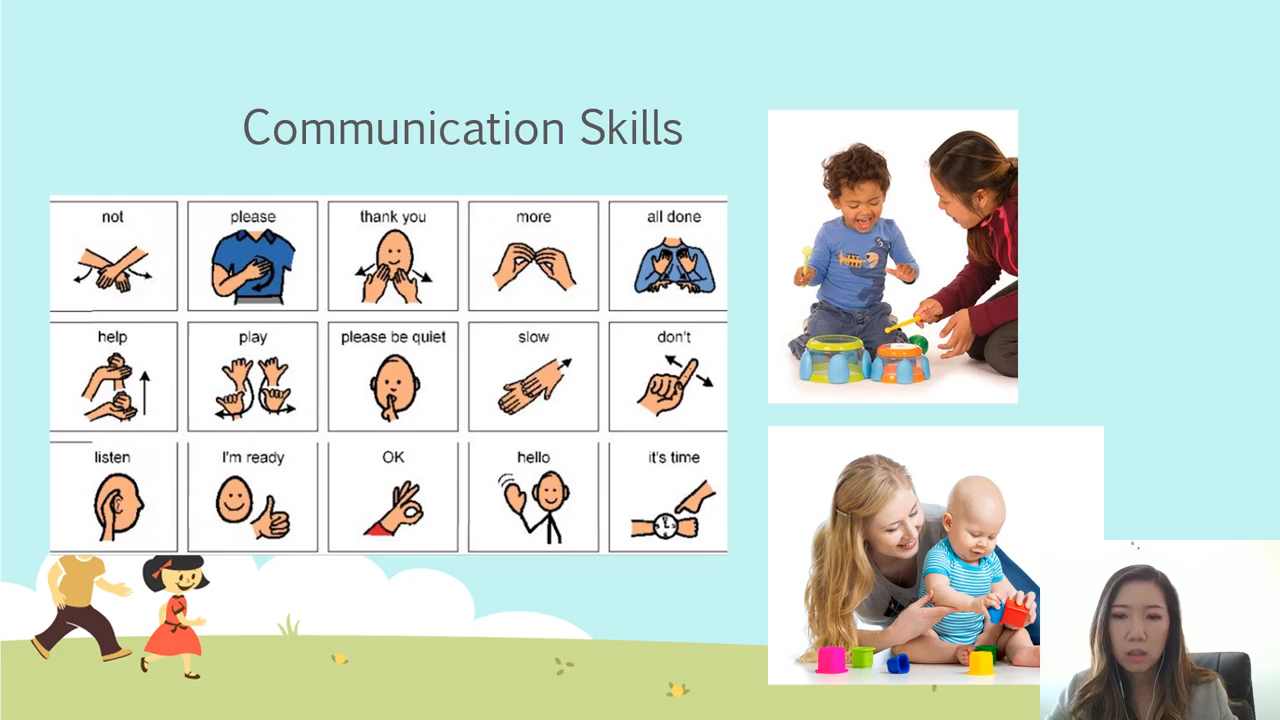 Communication Skills
not please thank you more all done
help play please be quiet slow don't
listen I'm ready OK hello it's time